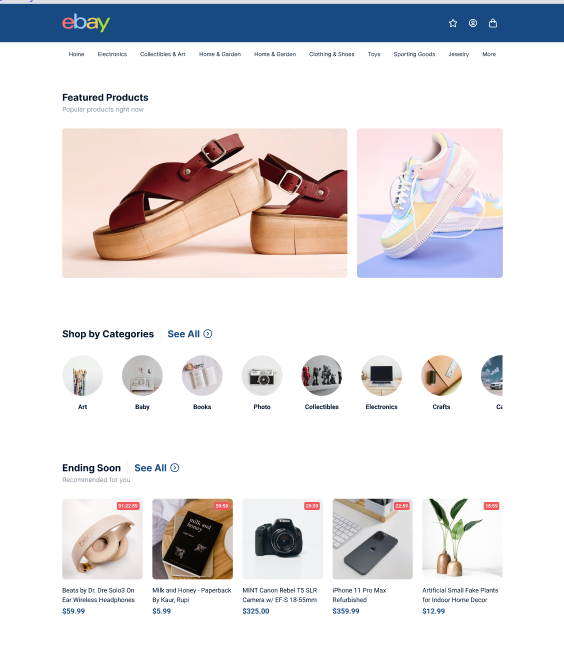 ebay
Home Electronics Collectibles & Art Home & Garden Home & Garden Clothing & Shoes Toys Sporting Goods Jewelry More
Featured Products
Popular products right now
Shop by Categories See All
Art Baby Books Photo Collectibles Electronics Crafts Ca
Ending Soon See All
Recommended for you
01:22:59
59:59
29:59
22:59
18:59
milk and
honey
Beats by Dr. Dre Solo3 On
Ear Wireless Headphones
$59.99
Milk and Honey - Paperback
By Kaur, Rupi
$5.99
MINT Canon Rebel T5 SLR
Camera w/ EF-S 18-55mm
$325.00
iPhone 11 Pro Max
Refurbished
$359.99
Artificial Small Fake Plants
for Indoor Home Decor
$12.99